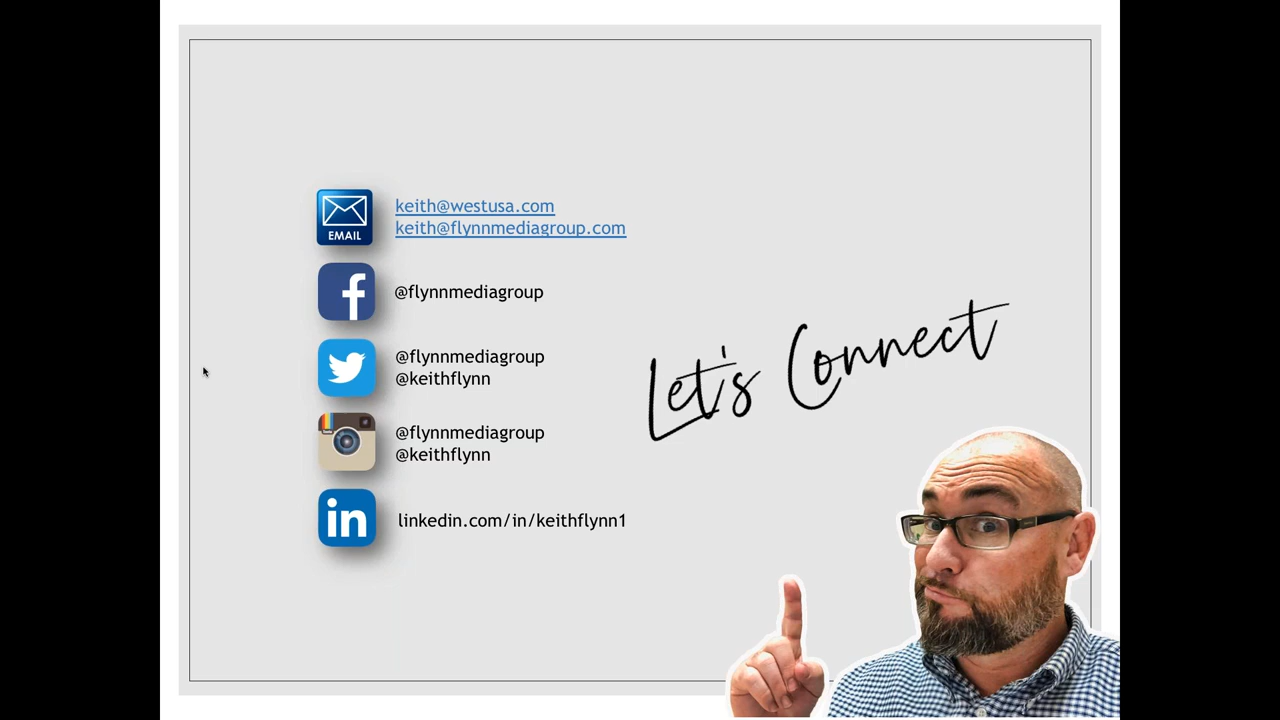 keith@westusa.com
keith@flynnmediagroup.com
EMAIL
@flynnmediagroup
@flynnmediagroup
@keithflynn
@flynnmediagroup
@keithflynn
in linkedin.com/in/keithflynn1
Let's Connect